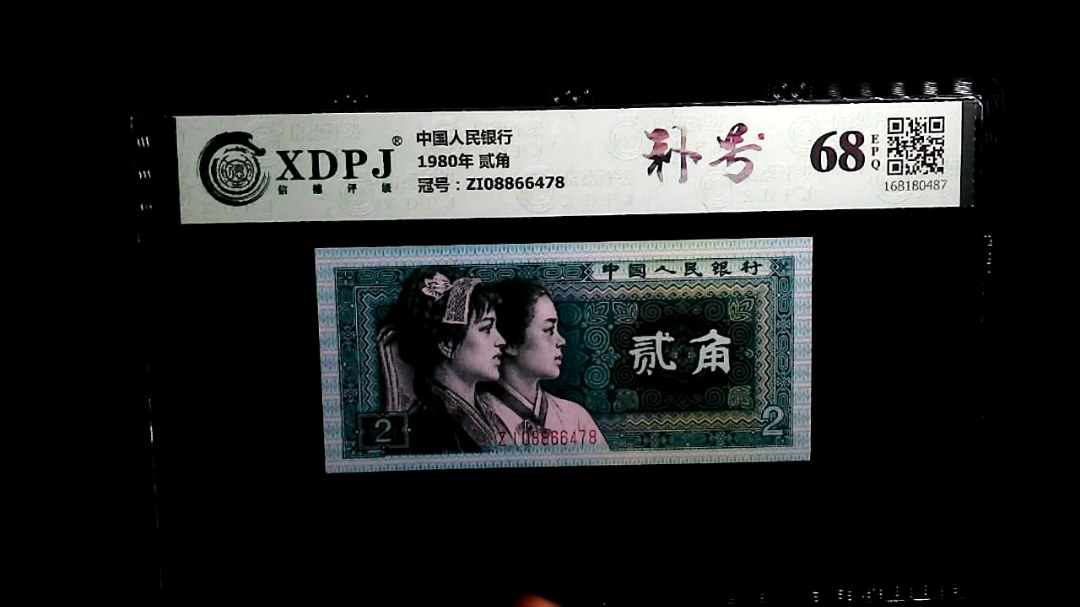 XDPJ®
信德评级
中国人民银行
1980年 贰角
冠号：ZI08866478
补号
68
EPQ
168180487
中国人民银行
贰角
2
2
ZI08866478